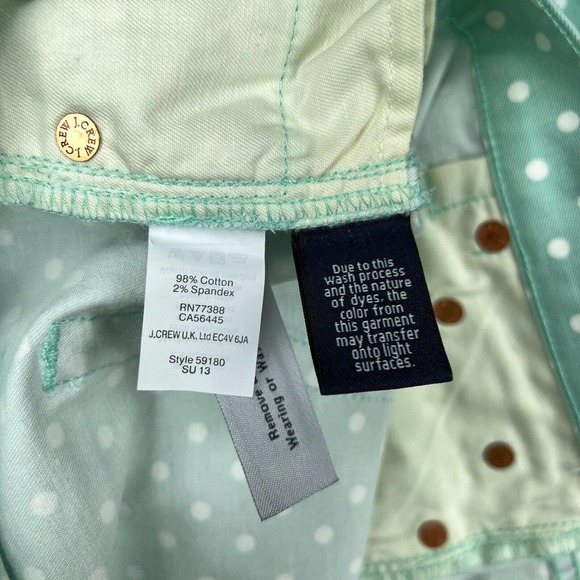 J.CREW J.CREW
98% Cotton
2% Spandex
RN77388
CA56445
J.CREW U.K. Ltd EC4V 6JA
Style 59180
SU 13
Due to this
wash process
and the nature
of dyes, the
color from
this garment
may transfer
onto light
surfaces.
Remove
Wearing or